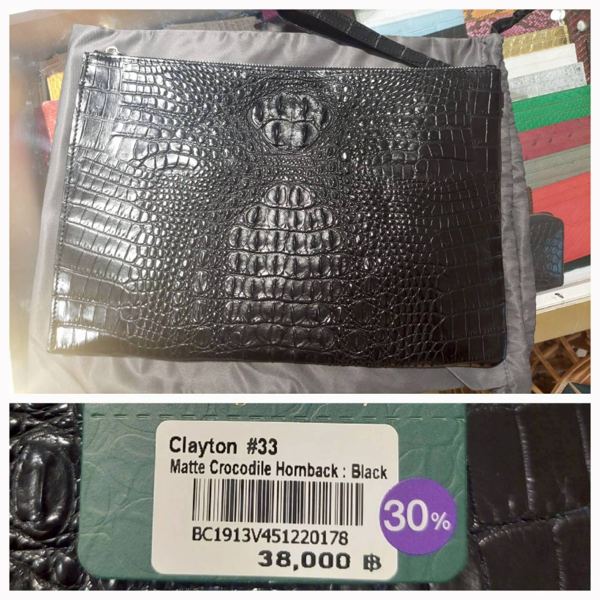 Clayton #33
Matte Crocodile Hornback : Black
BC1913V451220178
38,000 ฿
30%